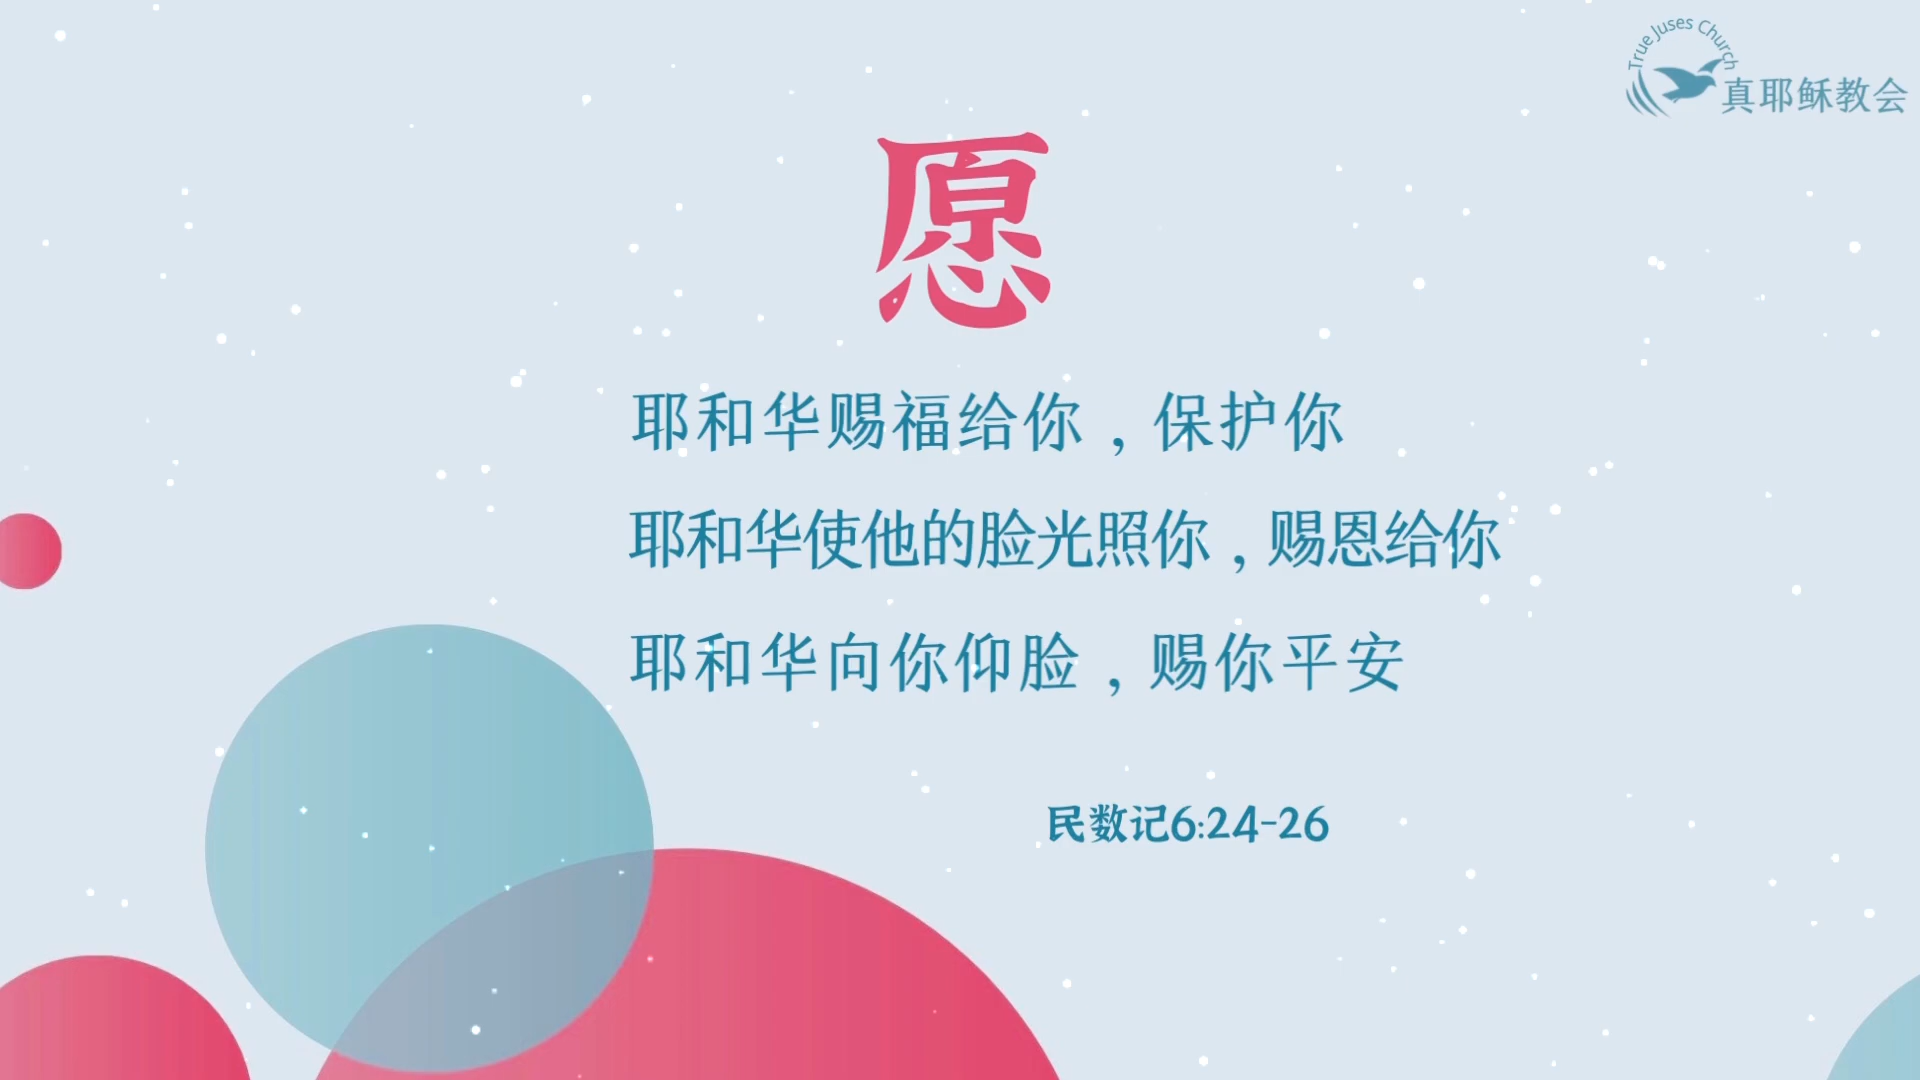 True Juses Church
真耶稣教会
愿
耶和华赐福给你，保护你
耶和华使他的脸光照你，赐恩给你
耶和华向你仰脸，赐你平安
民数记6:24-26